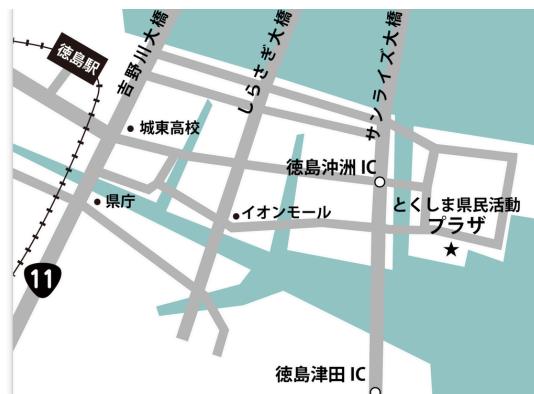 徳島駅
吉野川大橋
しらさぎ大橋
サンライズ大橋
城東高校
徳島沖洲 IC
県庁
イオンモール
とくしま県民活動
プラザ
11
徳島津田 IC